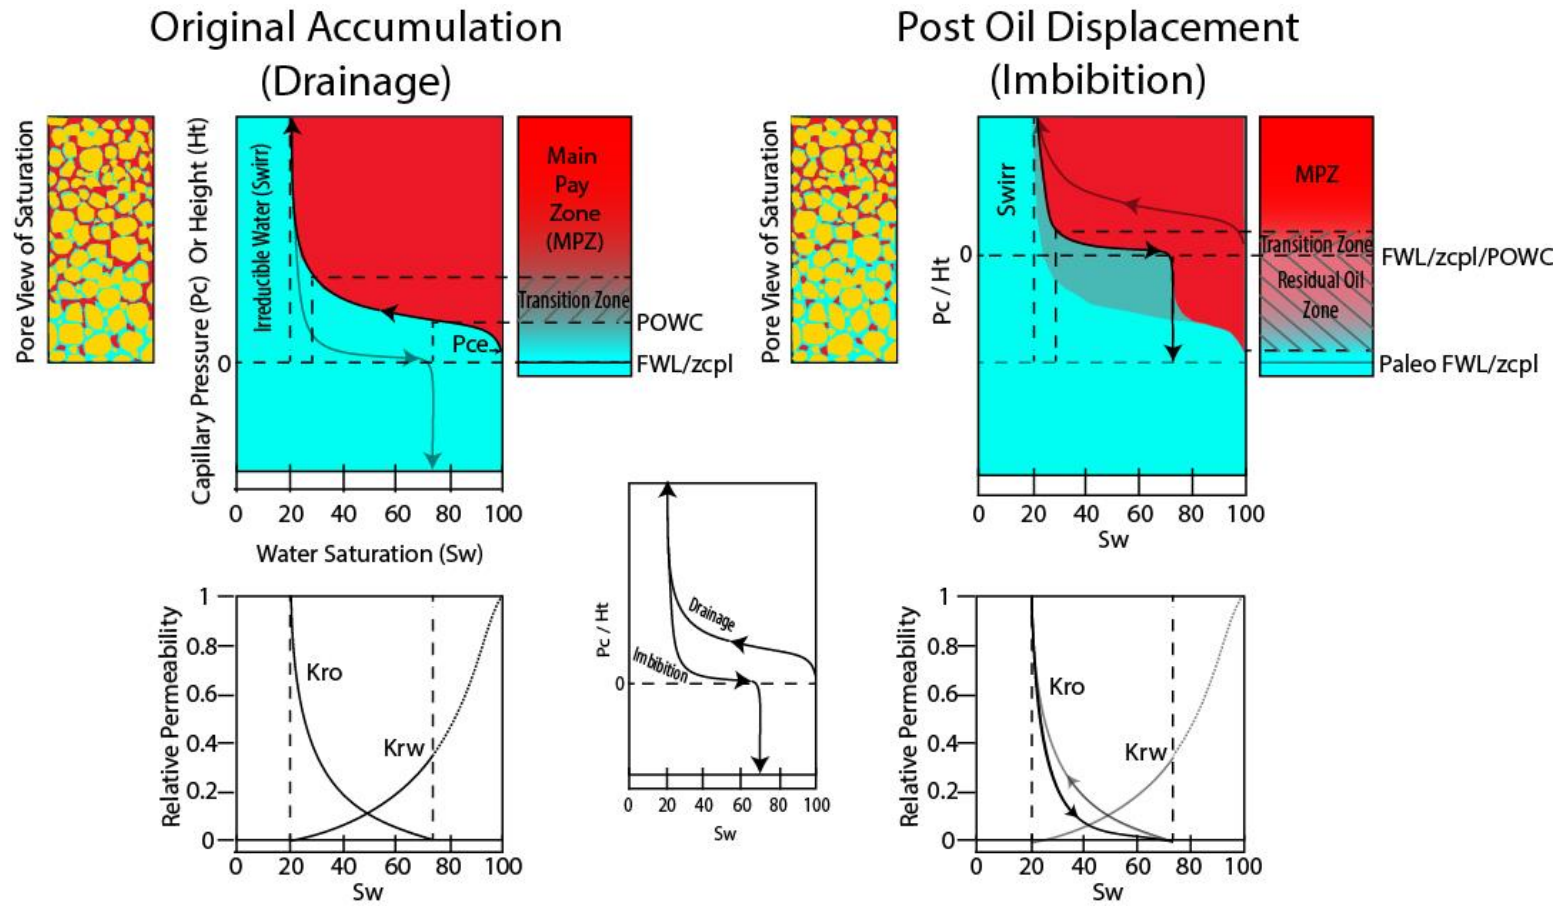 Original Accumulation
(Drainage)
Pore View of Saturation
Capillary Pressure (Pc) Or Height (Ht)
Irreducible Water (Swirr)
Main
Pay
Zone
(MPZ)
Transition Zone
POWC
Pce
0
FWL/zcpl
0 20 40 60 80 100
Water Saturation (Sw)
Relative Permeability
1
0.8
0.6
0.4
0.2
0
Kro
Krw
0 20 40 60 80 100
Sw
Pc / Ht
Drainage
Imbibition
0
0 20 40 60 80 100
Sw
Post Oil Displacement
(Imbibition)
Pore View of Saturation
Pc / Ht
Swirr
MPZ
Transition Zone
0
FWL/zcpl/POWC
Residual Oil
Zone
Paleo FWL/zcpl
0 20 40 60 80 100
Sw
Relative Permeability
1
0.8
0.6
0.4
0.2
0
Kro
Krw
0 20 40 60 80 100
Sw